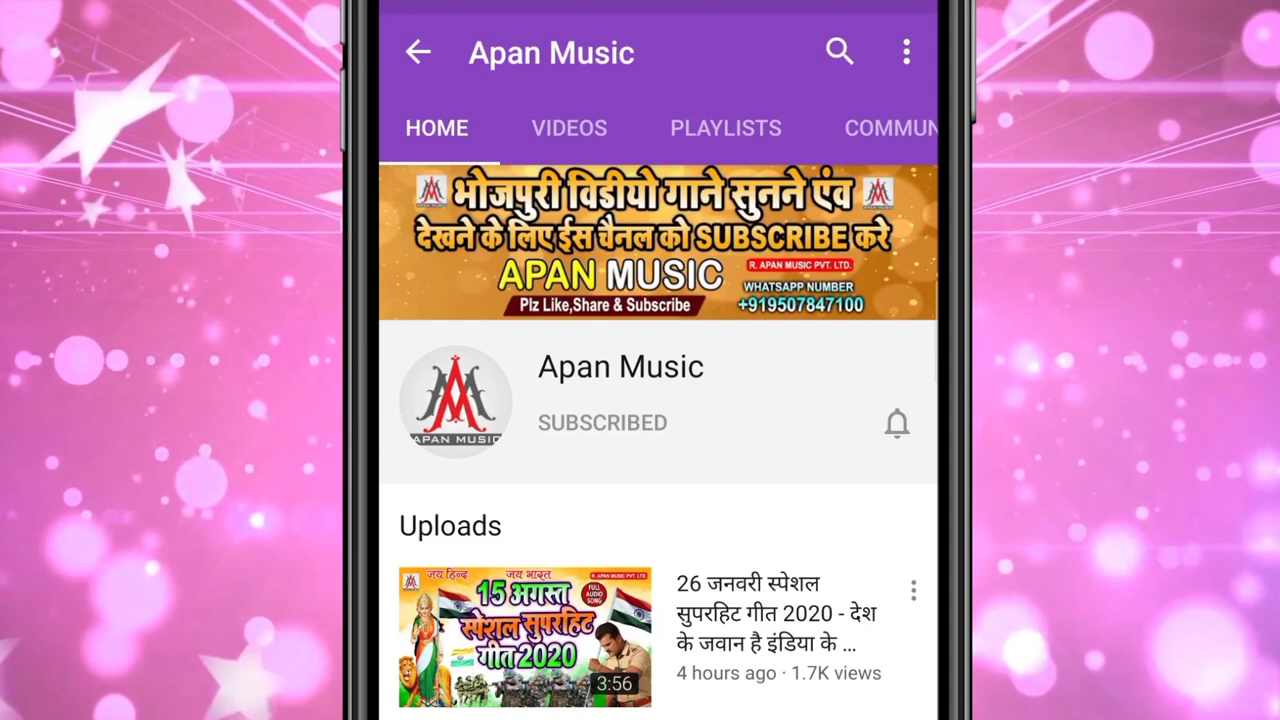 Apan Music
HOME VIDEOS PLAYLISTS COMMUN
भोजपुरी विडीयो गाने सुनने एंव
देखने के लिए ईस चैनल को SUBSCRIBE करे
APAN MUSIC
R. APAN MUSIC PVT. LTD.
WHATSAPP NUMBER
+919507847100
Plz Like,Share & Subscribe
Apan Music
SUBSCRIBED
APAN MUSIC
Uploads
जय हिन्द जय भारत
R. APAN MUSIC PVT. LTD
15 अगस्त
FULL
AUDIO
SONG
स्पेशल सुपरहिट
गीत 2020
3:56
26 जनवरी स्पेशल
सुपरहिट गीत 2020 - देश
के जवान है इंडिया के ...
4 hours ago · 1.7K views